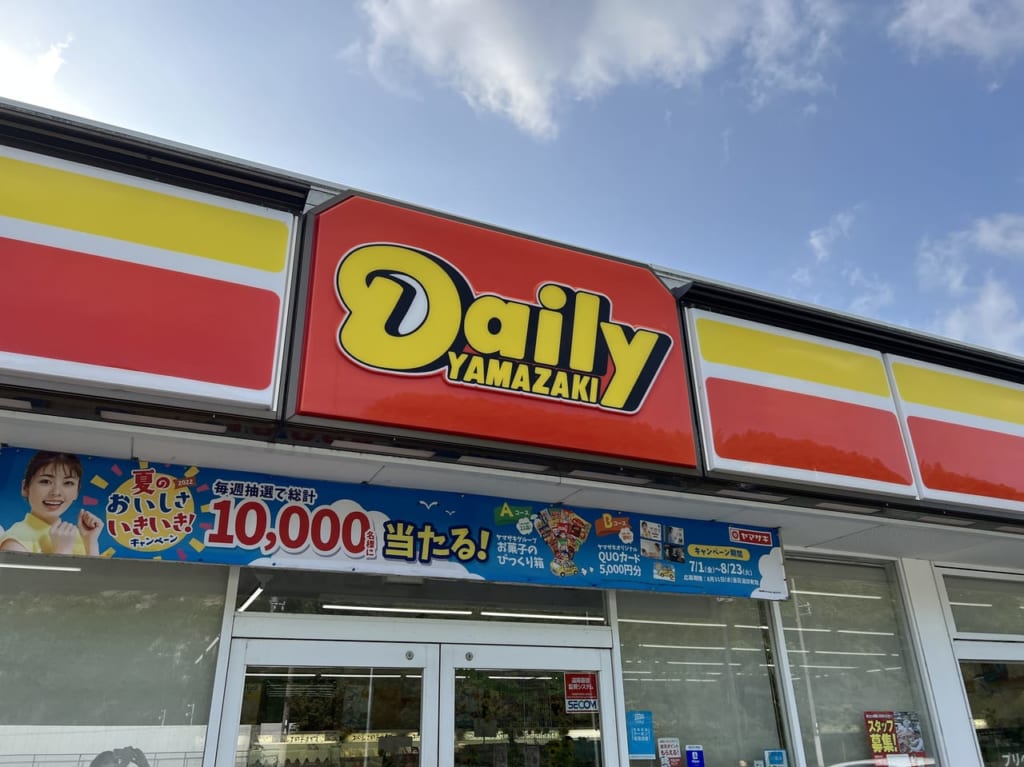 Daily
YAMAZAKI
夏の 2022
おいしさ
いきいき!
キャンペーン
毎週抽選で総計
10,000名様に
当たる!
Aコース
ヤマザキグループ
お菓子の
びっくり箱
Bコース
ヤマザキオリジナル
QUOカード
5,000円分
ヤマザキ
キャンペーン期間
7/1(金)~8/23(火)
SECOM
スタッフ
募集!